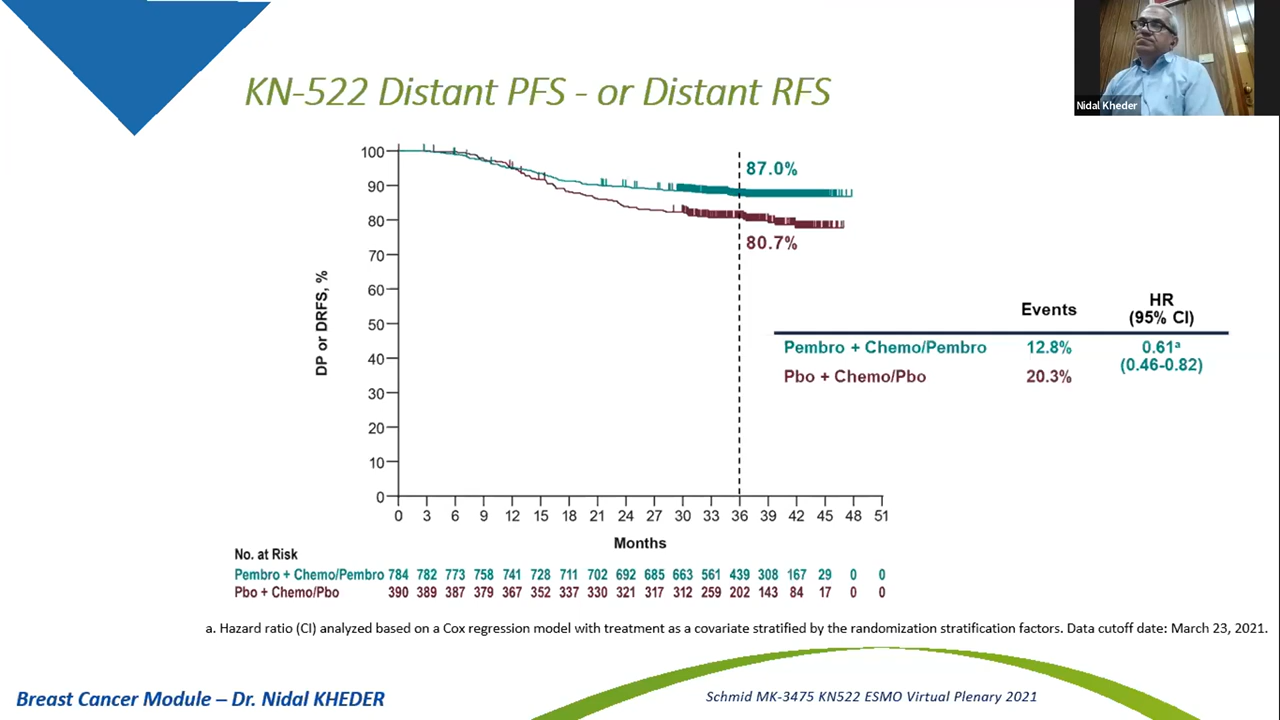 Nidal Kheder
KN-522 Distant PFS - or Distant RFS
100
90
80
70
60
50
40
30
20
10
0
DP or DRFS, %
87.0%
80.7%
Events HR (95% CI)
Pembro + Chemo/Pembro 12.8% 0.61ᵃ (0.46-0.82)
Pbo + Chemo/Pbo 20.3%
0 3 6 9 12 15 18 21 24 27 30 33 36 39 42 45 48 51
Months
No. at Risk
Pembro + Chemo/Pembro 784 782 773 758 741 728 711 702 692 685 663 561 439 308 167 29 0 0
Pbo + Chemo/Pbo 390 389 387 379 367 352 337 330 321 317 312 259 202 143 84 17 0 0
a. Hazard ratio (CI) analyzed based on a Cox regression model with treatment as a covariate stratified by the randomization stratification factors. Data cutoff date: March 23, 2021.
Breast Cancer Module – Dr. Nidal KHEDER
Schmid MK-3475 KN522 ESMO Virtual Plenary 2021